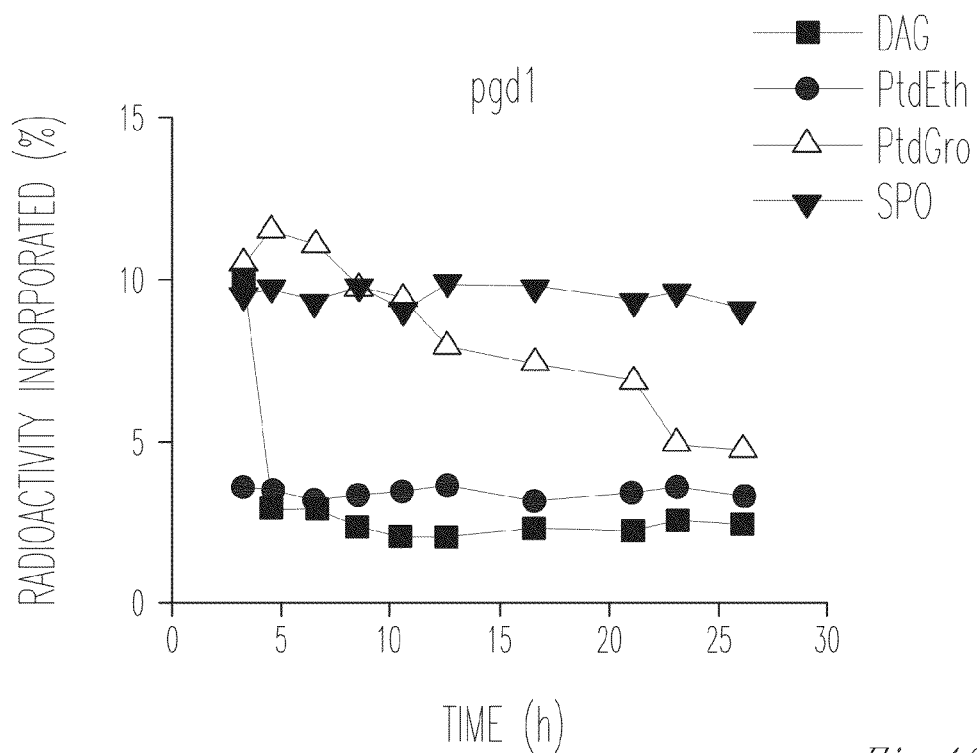 DAG
PtdEth
PtdGro
SPO
pgd1
RADIOACTIVITY INCORPORATED (%)
15
10
5
0
0 5 10 15 20 25 30
TIME (h)